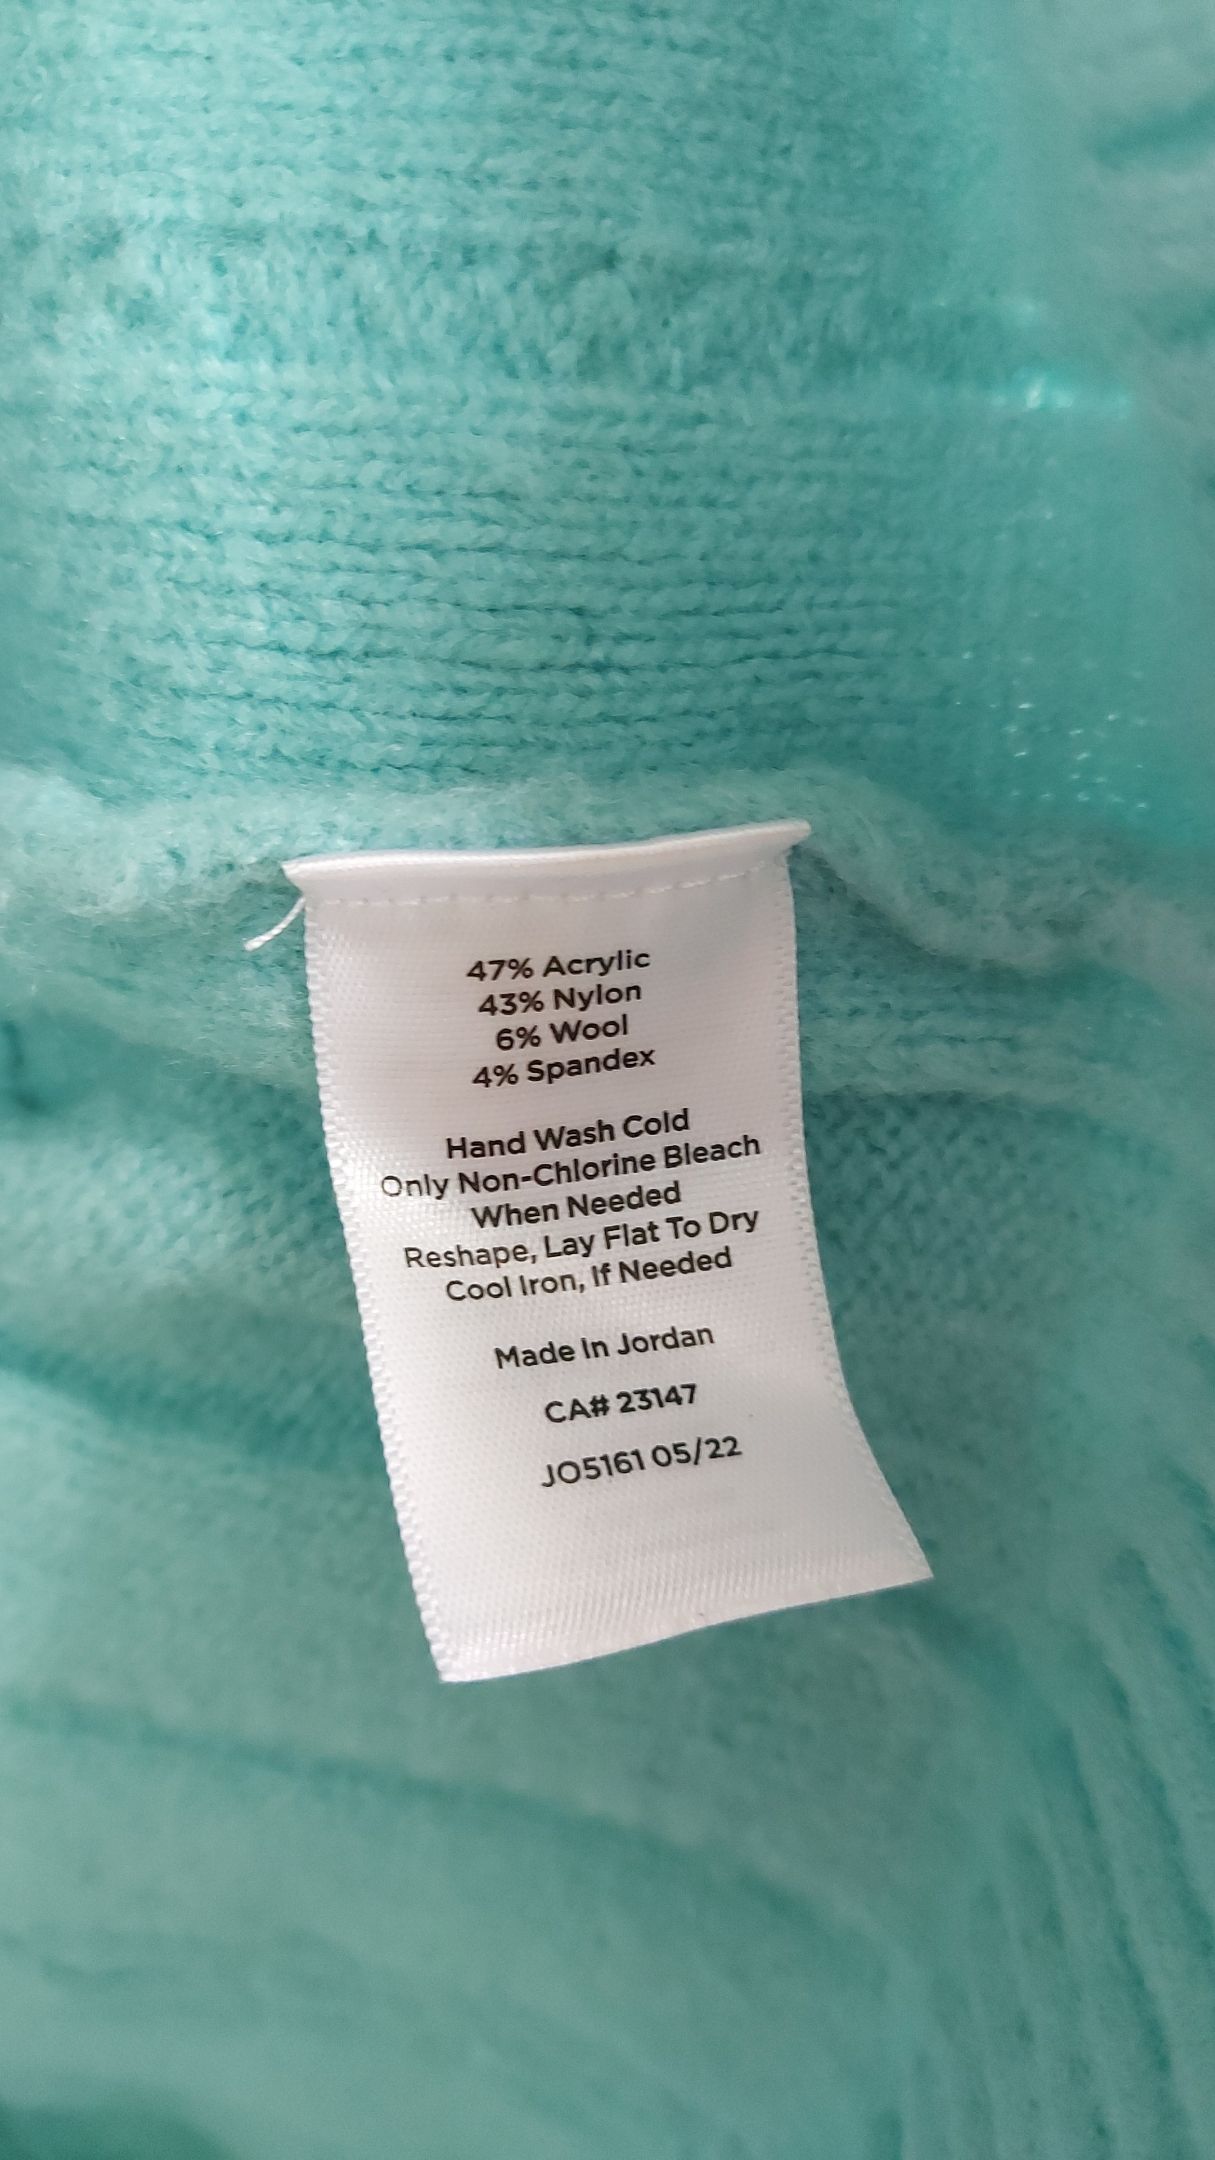 47% Acrylic
43% Nylon
6% Wool
4% Spandex
Hand Wash Cold
Only Non-Chlorine Bleach
When Needed
Reshape, Lay Flat To Dry
Cool Iron, If Needed
Made In Jordan
CA# 23147
JO5161 05/22